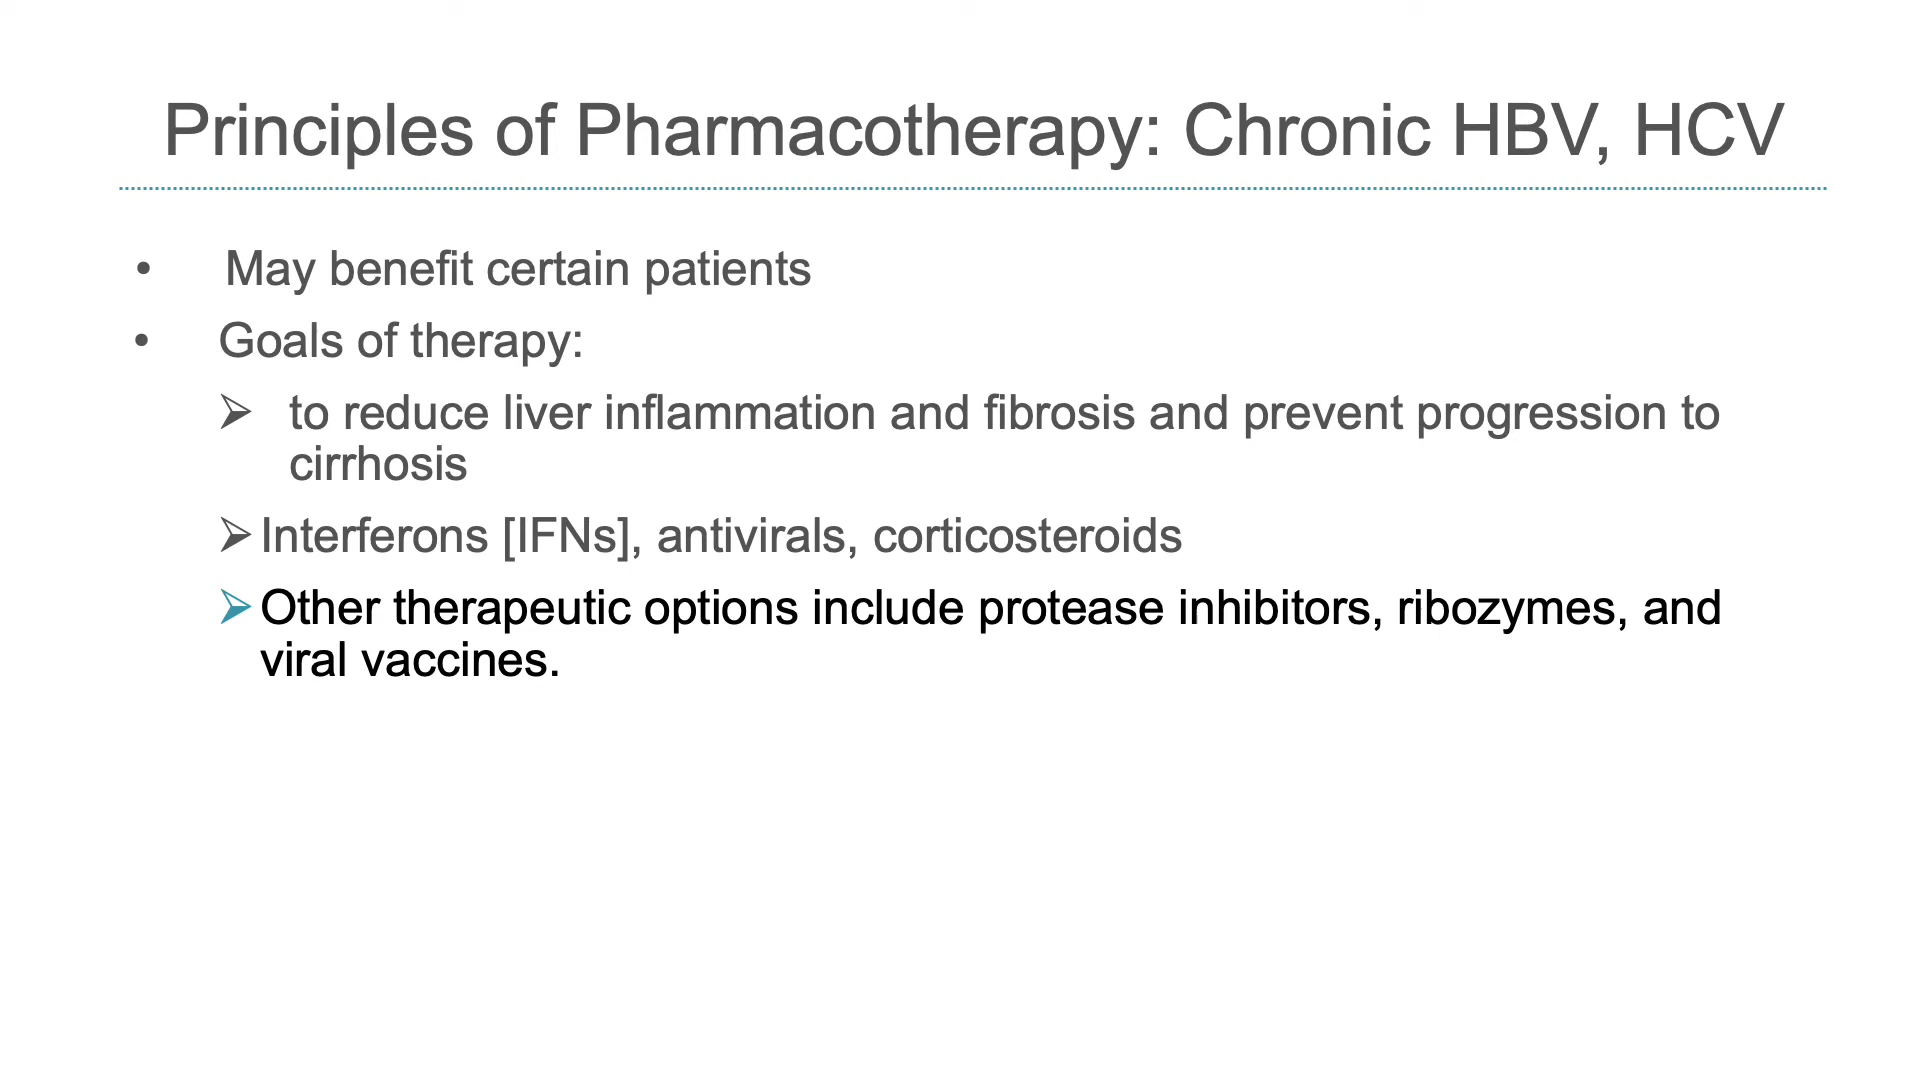 Principles of Pharmacotherapy: Chronic HBV, HCV
• May benefit certain patients
• Goals of therapy:
➢ to reduce liver inflammation and fibrosis and prevent progression to
cirrhosis
➢ Interferons [IFNs], antivirals, corticosteroids
➢ Other therapeutic options include protease inhibitors, ribozymes, and
viral vaccines.